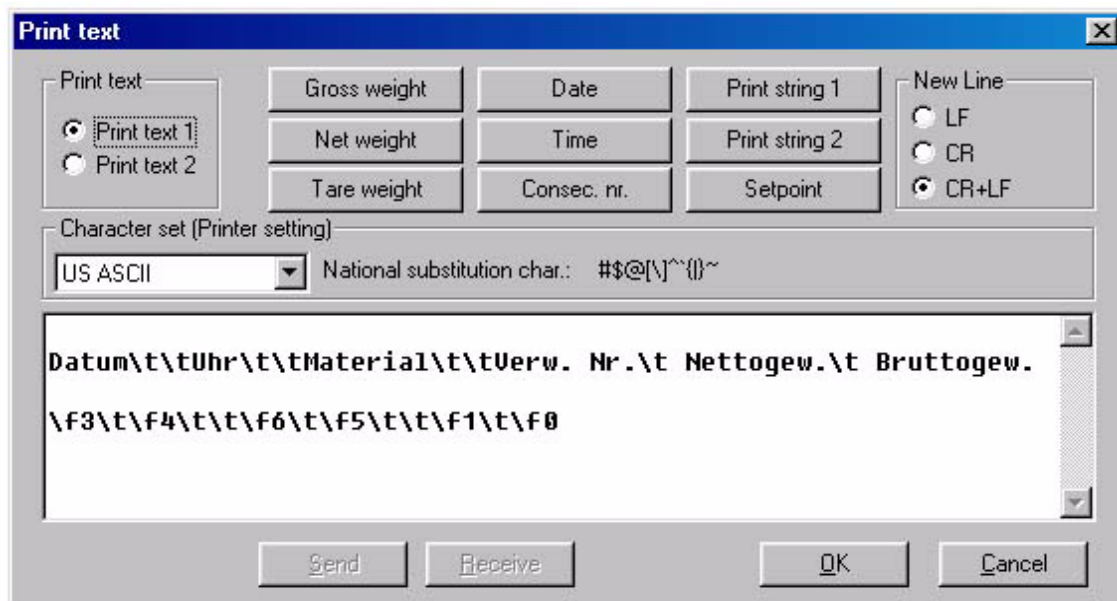 Print text
Print text
Print text 1
Print text 2
Gross weight
Date
Print string 1
Net weight
Time
Print string 2
Tare weight
Consec. nr.
Setpoint
New Line
LF
CR
CR+LF
Character set (Printer setting)
US ASCII
National substitution char.: #$@[\]^`{|}~
Datum\t\tUhr\t\tMaterial\t\tVerw. Nr.\t Nettogew.\t Bruttogew.
\f3\t\f4\t\t\f6\t\f5\t\t\f1\t\f0
Send
Receive
OK
Cancel